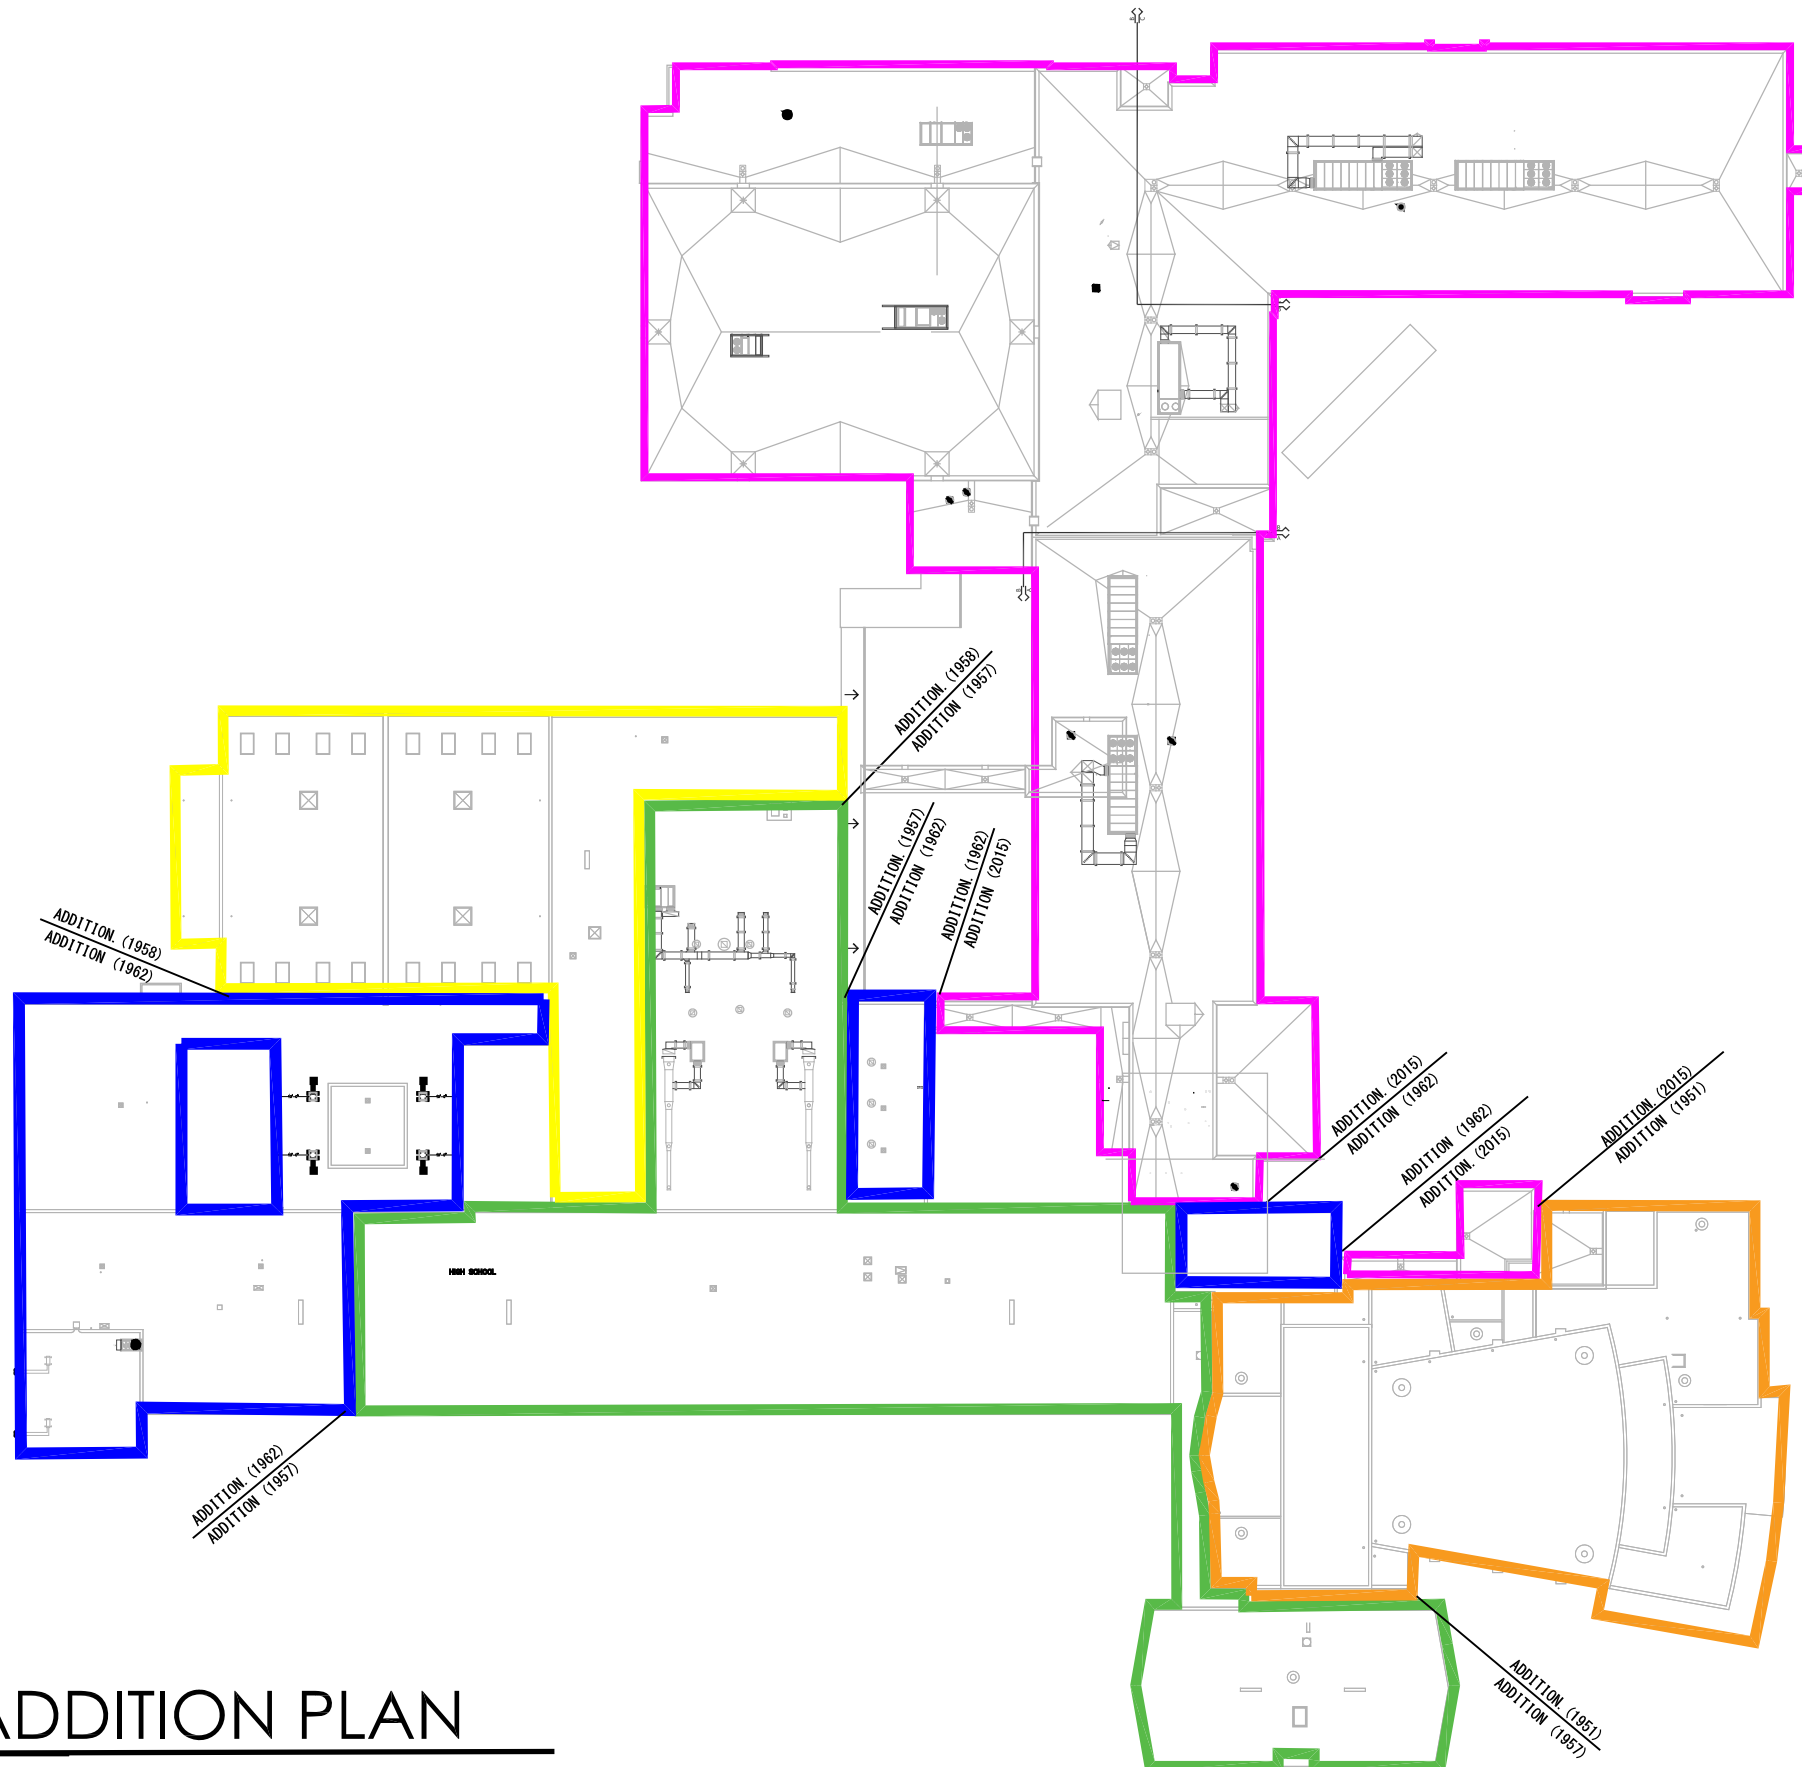 ADDITION. (1958)
ADDITION (1957)
ADDITION. (1957)
ADDITION (1962)
ADDITION. (1962)
ADDITION (2015)
ADDITION. (1958)
ADDITION (1962)
ADDITION. (2015)
ADDITION (1962)
ADDITION (1962)
ADDITION. (2015)
ADDITION. (2015)
ADDITION (1951)
HIGH SCHOOL
ADDITION. (1962)
ADDITION (1957)
ADDITION. (1951)
ADDITION (1957)
ADDITION PLAN